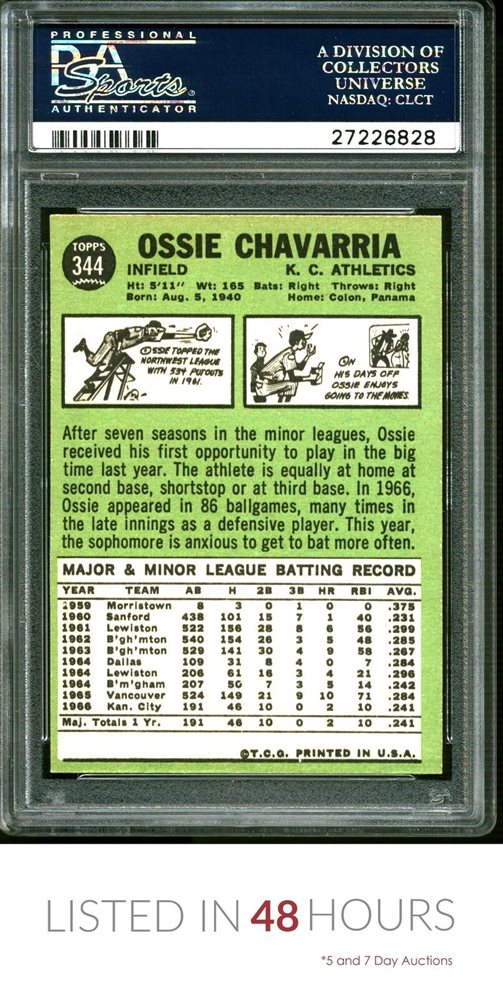 PROFESSIONAL
PSA
Sports
AUTHENTICATOR
A DIVISION OF
COLLECTORS
UNIVERSE
NASDAQ: CLCT
27226828
TOPPS
344
OSSIE CHAVARRIA
INFIELD K. C. ATHLETICS
Ht: 5'11" Wt: 165 Bats: Right Throws: Right
Born: Aug. 5, 1940 Home: Colon, Panama
OSSIE TOPPED THE
NORTHWEST LEAGUE
WITH 534 PUTOUTS
IN 1961.
ON
HIS DAYS OFF
OSSIE ENJOYS
GOING TO THE MOVIES.
After seven seasons in the minor leagues, Ossie
received his first opportunity to play in the big
time last year. The athlete is equally at home at
second base, shortstop or at third base. In 1966,
Ossie appeared in 86 ballgames, many times in
the late innings as a defensive player. This year,
the sophomore is anxious to get to bat more often.
MAJOR & MINOR LEAGUE BATTING RECORD
YEAR TEAM AB H 2B 3B HR RBI AVG.
1959 Morristown 8 3 0 1 0 0 .375
1960 Sanford 438 101 15 7 1 40 .231
1961 Lewiston 522 156 28 8 6 56 .299
1962 B'gh'mton 540 154 26 3 5 48 .285
1963 B'gh'mton 529 141 30 4 9 58 .267
1964 Dallas 109 31 8 4 0 7 .284
1964 Lewiston 206 61 16 3 4 21 .296
1964 B'm'gham 207 50 7 3 5 14 .242
1965 Vancouver 524 149 21 9 10 71 .284
1966 Kan. City 191 46 10 0 2 10 .241
Maj. Totals 1 Yr. 191 46 10 0 2 10 .241
©T.C.G. PRINTED IN U.S.A.
LISTED IN 48 HOURS
*5 and 7 Day Auctions